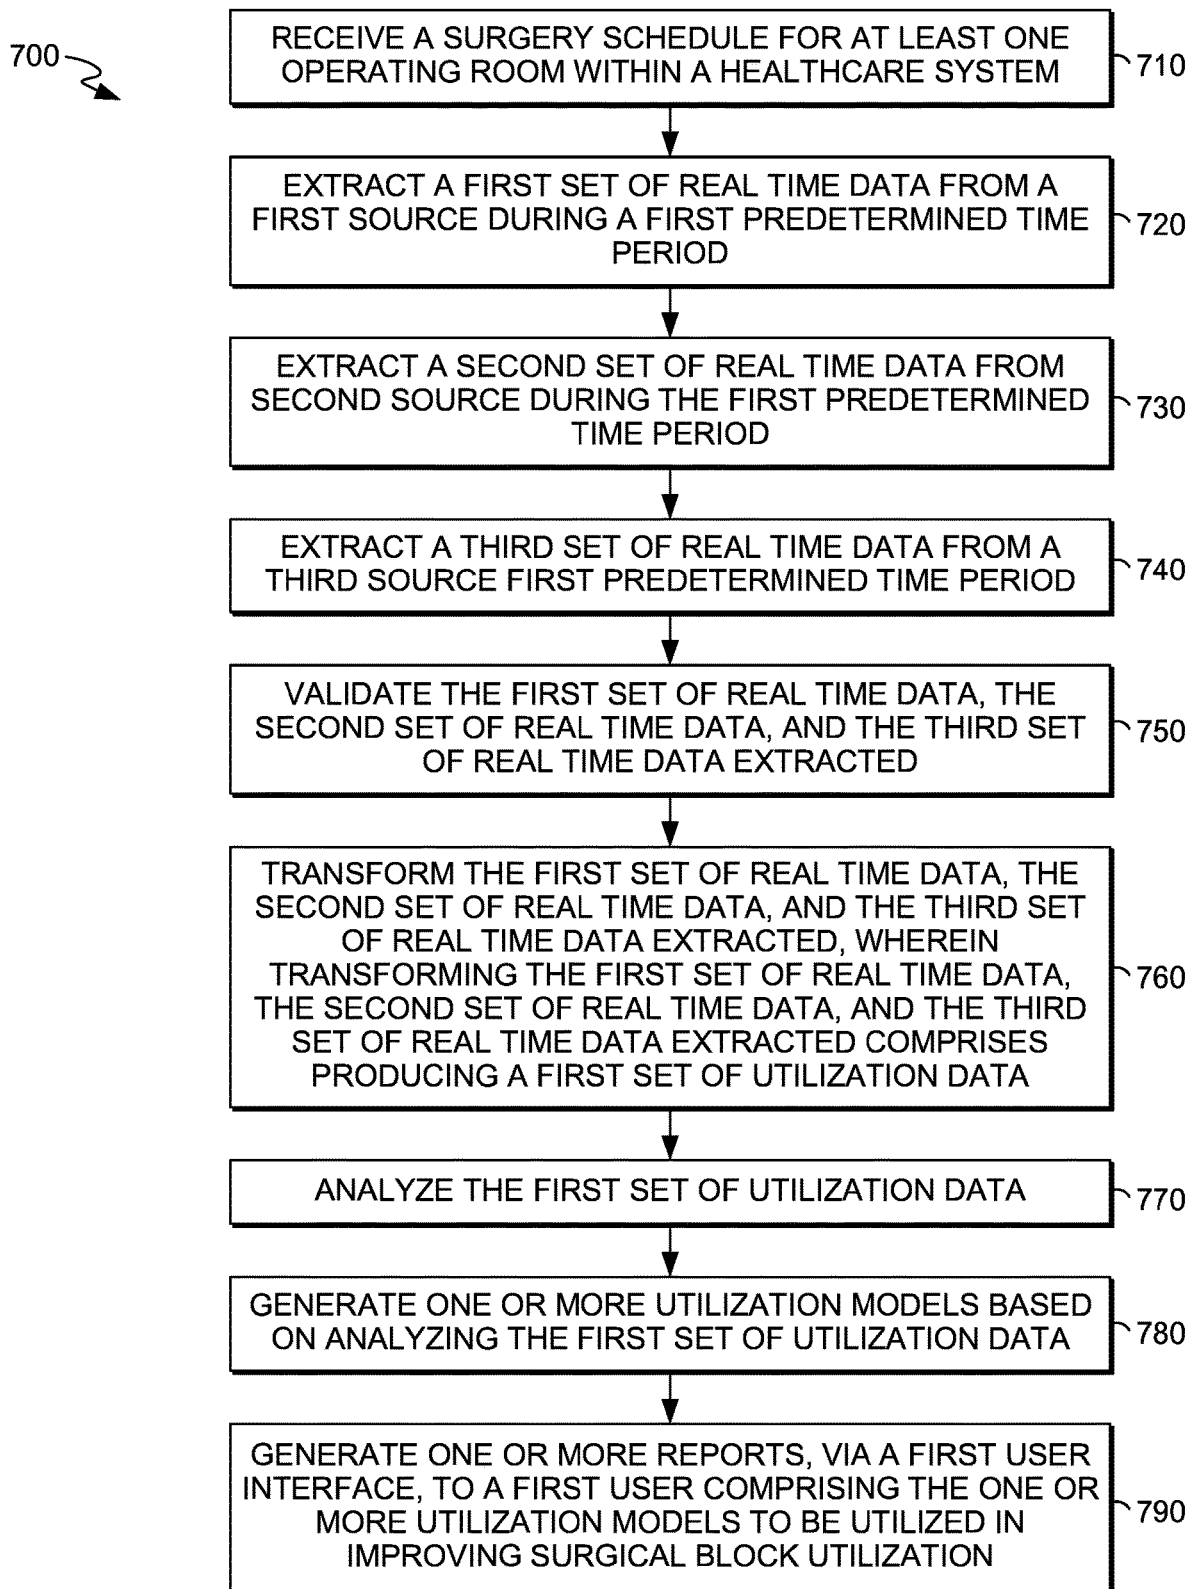 700
RECEIVE A SURGERY SCHEDULE FOR AT LEAST ONE
OPERATING ROOM WITHIN A HEALTHCARE SYSTEM
710
EXTRACT A FIRST SET OF REAL TIME DATA FROM A
FIRST SOURCE DURING A FIRST PREDETERMINED TIME
PERIOD
720
EXTRACT A SECOND SET OF REAL TIME DATA FROM
SECOND SOURCE DURING THE FIRST PREDETERMINED
TIME PERIOD
730
EXTRACT A THIRD SET OF REAL TIME DATA FROM A
THIRD SOURCE FIRST PREDETERMINED TIME PERIOD
740
VALIDATE THE FIRST SET OF REAL TIME DATA, THE
SECOND SET OF REAL TIME DATA, AND THE THIRD SET
OF REAL TIME DATA EXTRACTED
750
TRANSFORM THE FIRST SET OF REAL TIME DATA, THE
SECOND SET OF REAL TIME DATA, AND THE THIRD SET
OF REAL TIME DATA EXTRACTED, WHEREIN
TRANSFORMING THE FIRST SET OF REAL TIME DATA,
THE SECOND SET OF REAL TIME DATA, AND THE THIRD
SET OF REAL TIME DATA EXTRACTED COMPRISES
PRODUCING A FIRST SET OF UTILIZATION DATA
760
ANALYZE THE FIRST SET OF UTILIZATION DATA
770
GENERATE ONE OR MORE UTILIZATION MODELS BASED
ON ANALYZING THE FIRST SET OF UTILIZATION DATA
780
GENERATE ONE OR MORE REPORTS, VIA A FIRST USER
INTERFACE, TO A FIRST USER COMPRISING THE ONE OR
MORE UTILIZATION MODELS TO BE UTILIZED IN
IMPROVING SURGICAL BLOCK UTILIZATION
790